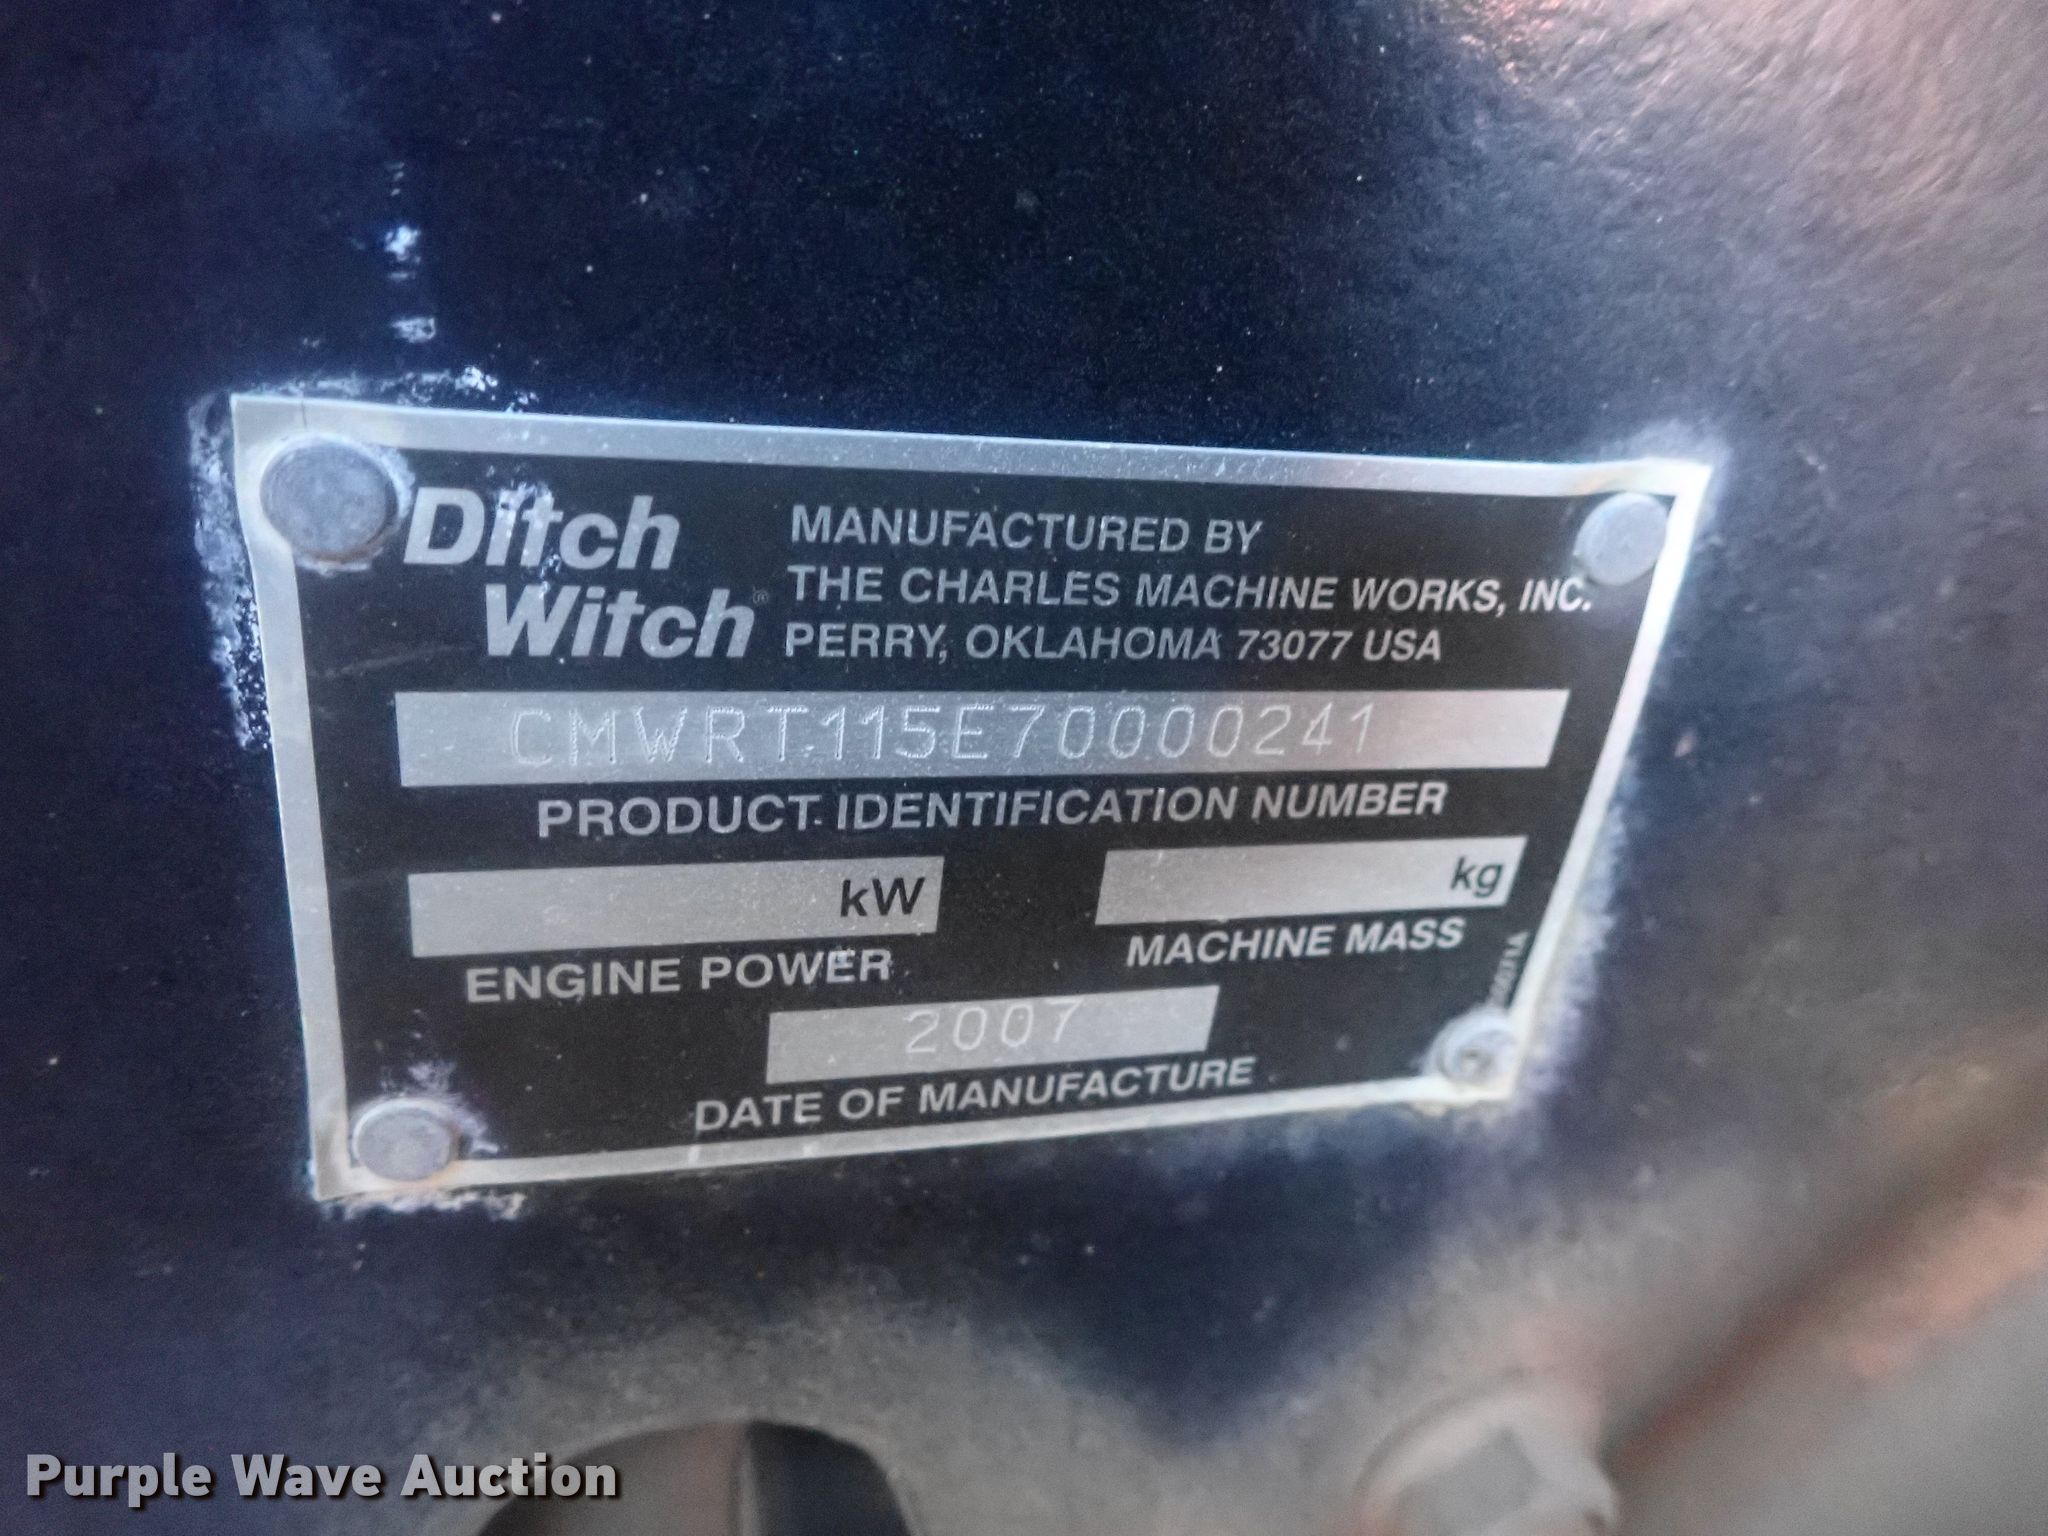 Ditch Witch®
MANUFACTURED BY
THE CHARLES MACHINE WORKS, INC.
PERRY, OKLAHOMA 73077 USA
CMWRT115E70000241
PRODUCT IDENTIFICATION NUMBER
kW
ENGINE POWER
kg
MACHINE MASS
2007
DATE OF MANUFACTURE
Purple Wave Auction